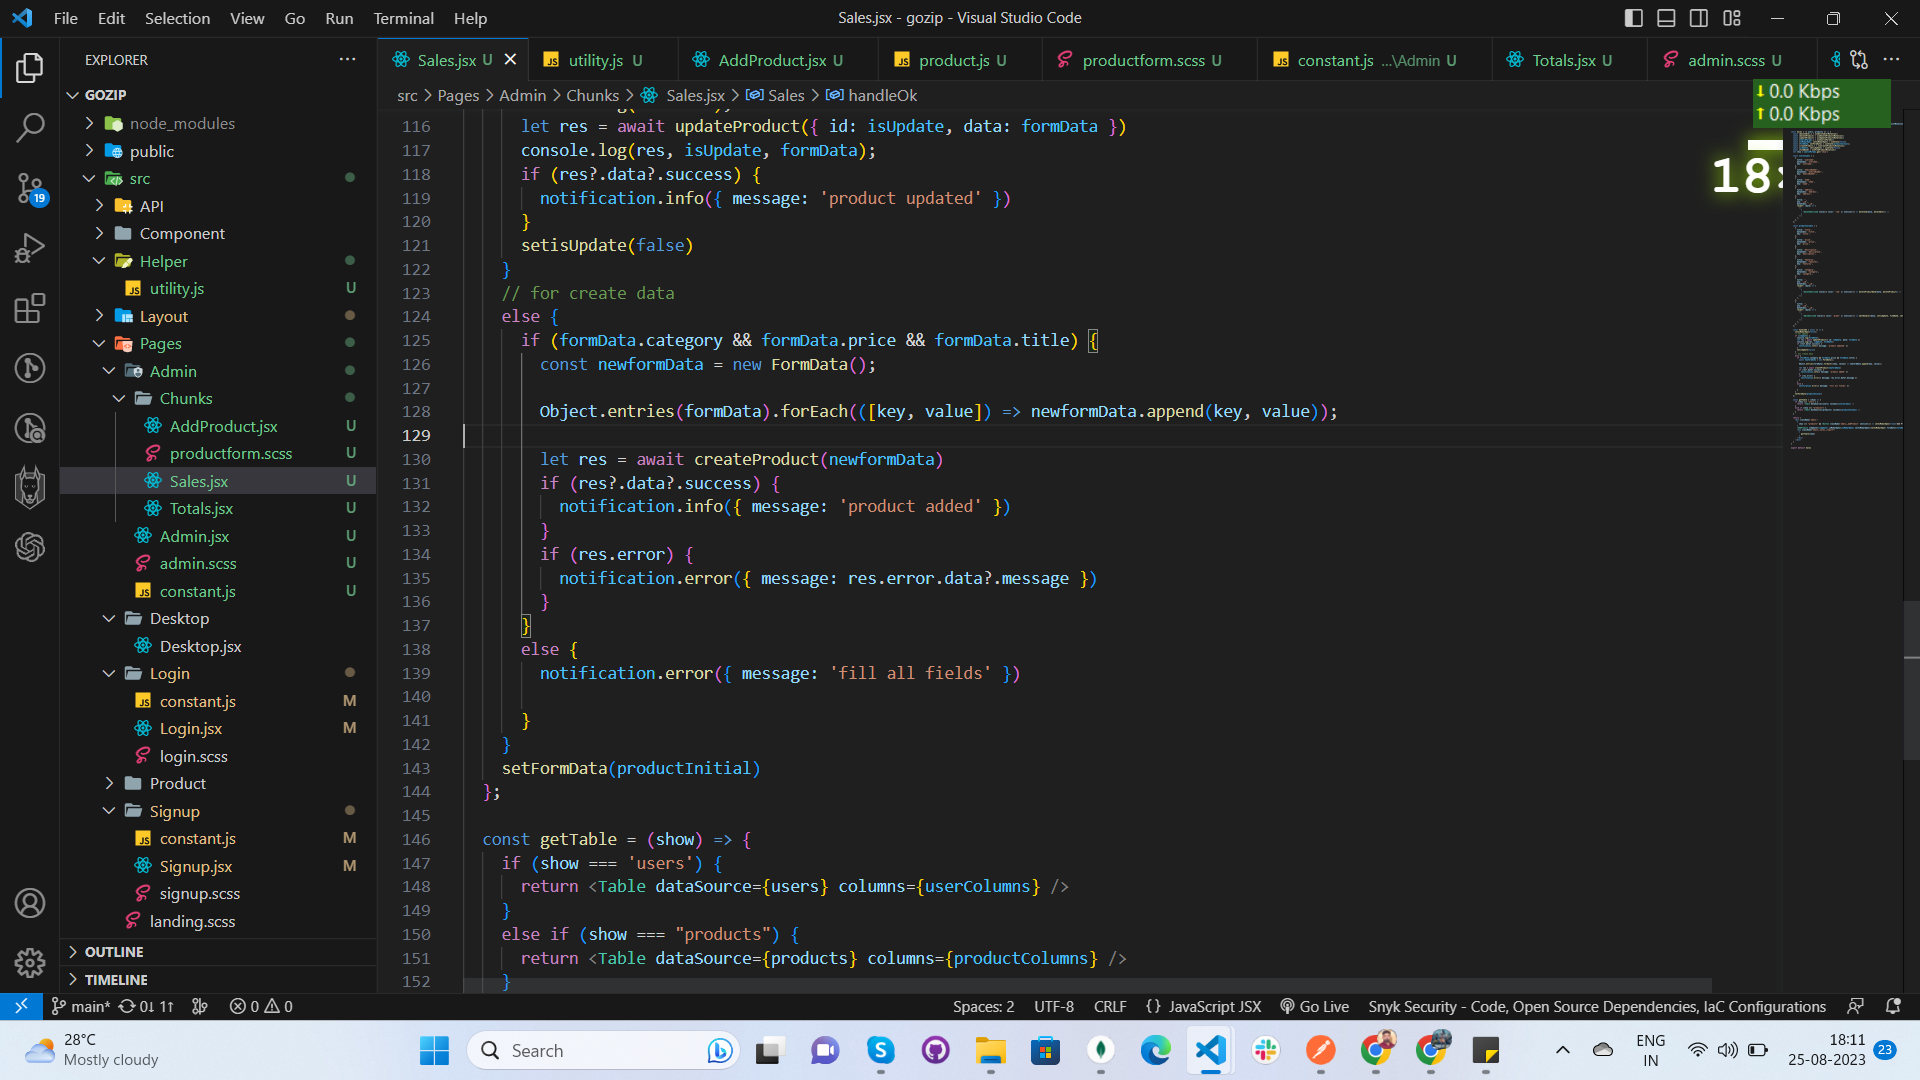 File Edit Selection View Go Run Terminal Help
Sales.jsx - gozip - Visual Studio Code
EXPLORER
Sales.jsx U
utility.js U
AddProduct.jsx U
product.js U
productform.scss U
constant.js ...\Admin U
Totals.jsx U
admin.scss U
GOZIP
node_modules
public
src
API
Component
Helper
utility.js U
Layout
Pages
Admin
Chunks
AddProduct.jsx U
productform.scss U
Sales.jsx U
Totals.jsx U
Admin.jsx U
admin.scss U
constant.js U
Desktop
Desktop.jsx
Login
constant.js M
Login.jsx M
login.scss
Product
Signup
constant.js M
Signup.jsx M
signup.scss
landing.scss
OUTLINE
TIMELINE
19
src > Pages > Admin > Chunks > Sales.jsx > Sales > handleOk
↓ 0.0 Kbps
↑ 0.0 Kbps
18
116 let res = await updateProduct({ id: isUpdate, data: formData })
117 console.log(res, isUpdate, formData);
118 if (res?.data?.success) {
119 notification.info({ message: 'product updated' })
120 }
121 setisUpdate(false)
122 }
123 // for create data
124 else {
125 if (formData.category && formData.price && formData.title) {
126 const newformData = new FormData();
127
128 Object.entries(formData).forEach(([key, value]) => newformData.append(key, value));
129
130 let res = await createProduct(newformData)
131 if (res?.data?.success) {
132 notification.info({ message: 'product added' })
133 }
134 if (res.error) {
135 notification.error({ message: res.error.data?.message })
136 }
137 }
138 else {
139 notification.error({ message: 'fill all fields' })
140
141 }
142 }
143 setFormData(productInitial)
144 };
145
146 const getTable = (show) => {
147 if (show === 'users') {
148 return <Table dataSource={users} columns={userColumns} />
149 }
150 else if (show === "products") {
151 return <Table dataSource={products} columns={productColumns} />
152 }
main* 0↓ 1↑ 0 0
Spaces: 2 UTF-8 CRLF {} JavaScript JSX Go Live Snyk Security - Code, Open Source Dependencies, IaC Configurations
28°C
Mostly cloudy
Search
ENG
IN
18:11
25-08-2023
23